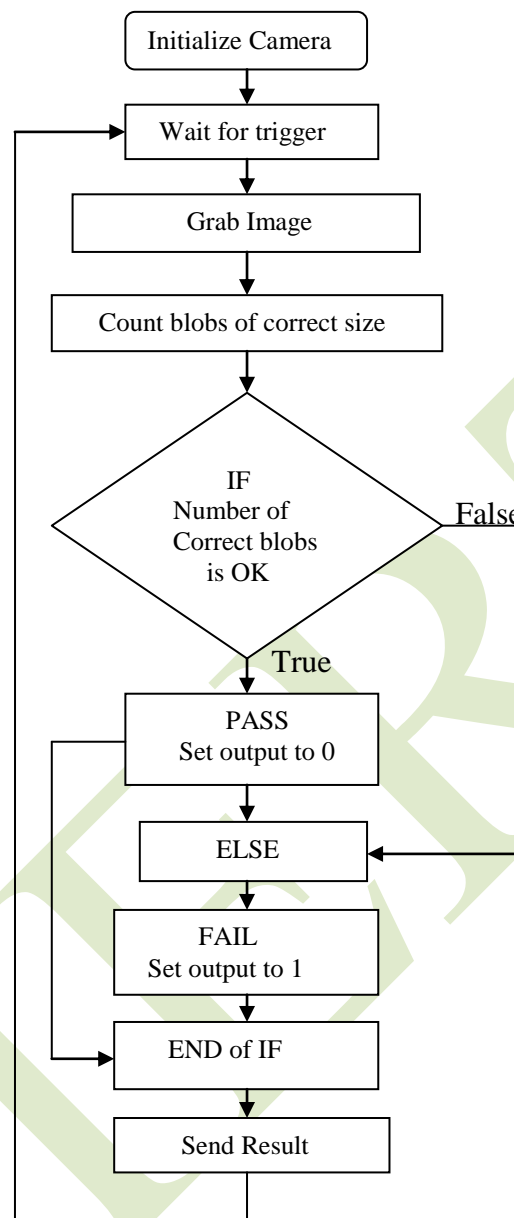 Initialize Camera
Wait for trigger
Grab Image
Count blobs of correct size
IF
Number of
Correct blobs
is OK
False
True
PASS
Set output to 0
ELSE
FAIL
Set output to 1
END of IF
Send Result